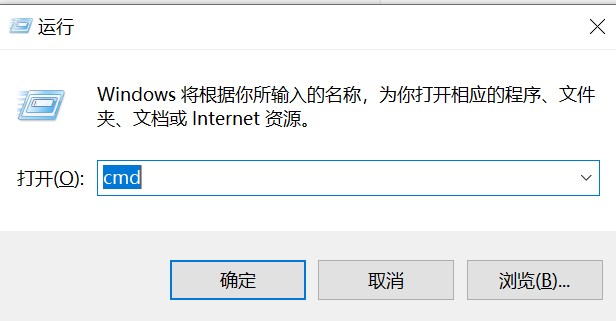 运行
Windows 将根据你所输入的名称，为你打开相应的程序、文件
夹、文档或 Internet 资源。
打开(O): cmd
确定 取消 浏览(B)...